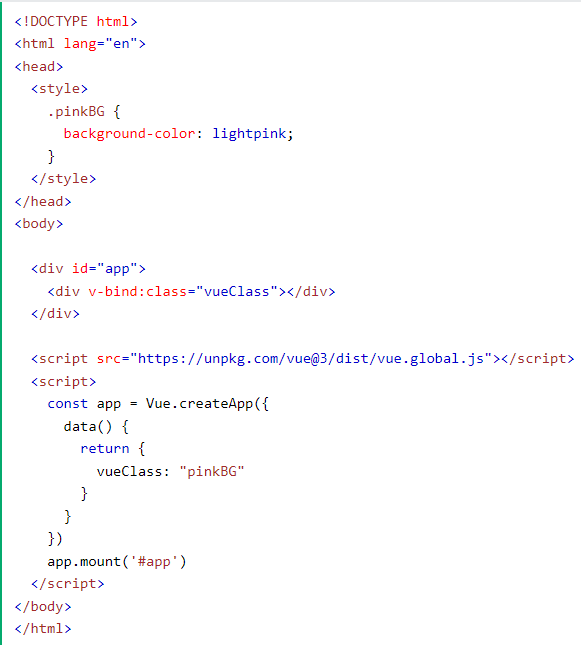 <!DOCTYPE html>
<html lang="en">
<head>
  <style>
    .pinkBG {
      background-color: lightpink;
    }
  </style>
</head>
<body>

  <div id="app">
    <div v-bind:class="vueClass"></div>
  </div>

  <script src="https://unpkg.com/vue@3/dist/vue.global.js"></script>
  <script>
    const app = Vue.createApp({
      data() {
        return {
          vueClass: "pinkBG"
        }
      }
    })
    app.mount('#app')
  </script>
</body>
</html>